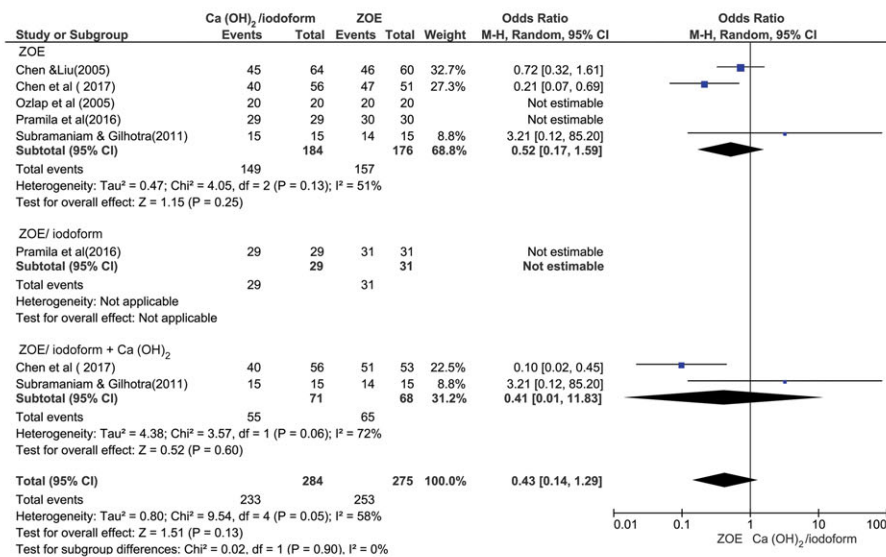 Ca (OH)₂ /iodoform ZOE Odds Ratio Odds Ratio
Study or Subgroup Events Total Events Total Weight M-H, Random, 95% CI M-H, Random, 95% CI
ZOE
Chen &Liu(2005) 45 64 46 60 32.7% 0.72 [0.32, 1.61]
Chen et al ( 2017) 40 56 47 51 27.3% 0.21 [0.07, 0.69]
Ozlap et al (2005) 20 20 20 20 Not estimable
Pramila et al(2016) 29 29 30 30 Not estimable
Subramaniam & Gilhotra(2011) 15 15 14 15 8.8% 3.21 [0.12, 85.20]
Subtotal (95% CI) 184 176 68.8% 0.52 [0.17, 1.59]
Total events 149 157
Heterogeneity: Tau² = 0.47; Chi² = 4.05, df = 2 (P = 0.13); I² = 51%
Test for overall effect: Z = 1.15 (P = 0.25)
ZOE/ iodoform
Pramila et al(2016) 29 29 31 31 Not estimable
Subtotal (95% CI) 29 31 Not estimable
Total events 29 31
Heterogeneity: Not applicable
Test for overall effect: Not applicable
ZOE/ iodoform + Ca (OH)₂
Chen et al ( 2017) 40 56 51 53 22.5% 0.10 [0.02, 0.45]
Subramaniam & Gilhotra(2011) 15 15 14 15 8.8% 3.21 [0.12, 85.20]
Subtotal (95% CI) 71 68 31.2% 0.41 [0.01, 11.83]
Total events 55 65
Heterogeneity: Tau² = 4.38; Chi² = 3.57, df = 1 (P = 0.06); I² = 72%
Test for overall effect: Z = 0.52 (P = 0.60)
Total (95% CI) 284 275 100.0% 0.43 [0.14, 1.29]
Total events 233 253
Heterogeneity: Tau² = 0.80; Chi² = 9.54, df = 4 (P = 0.05); I² = 58%
Test for overall effect: Z = 1.51 (P = 0.13)
Test for subgroup differences: Chi² = 0.02, df = 1 (P = 0.90), I² = 0%
0.01 0.1 1 10 100
ZOE Ca (OH)₂/iodoform